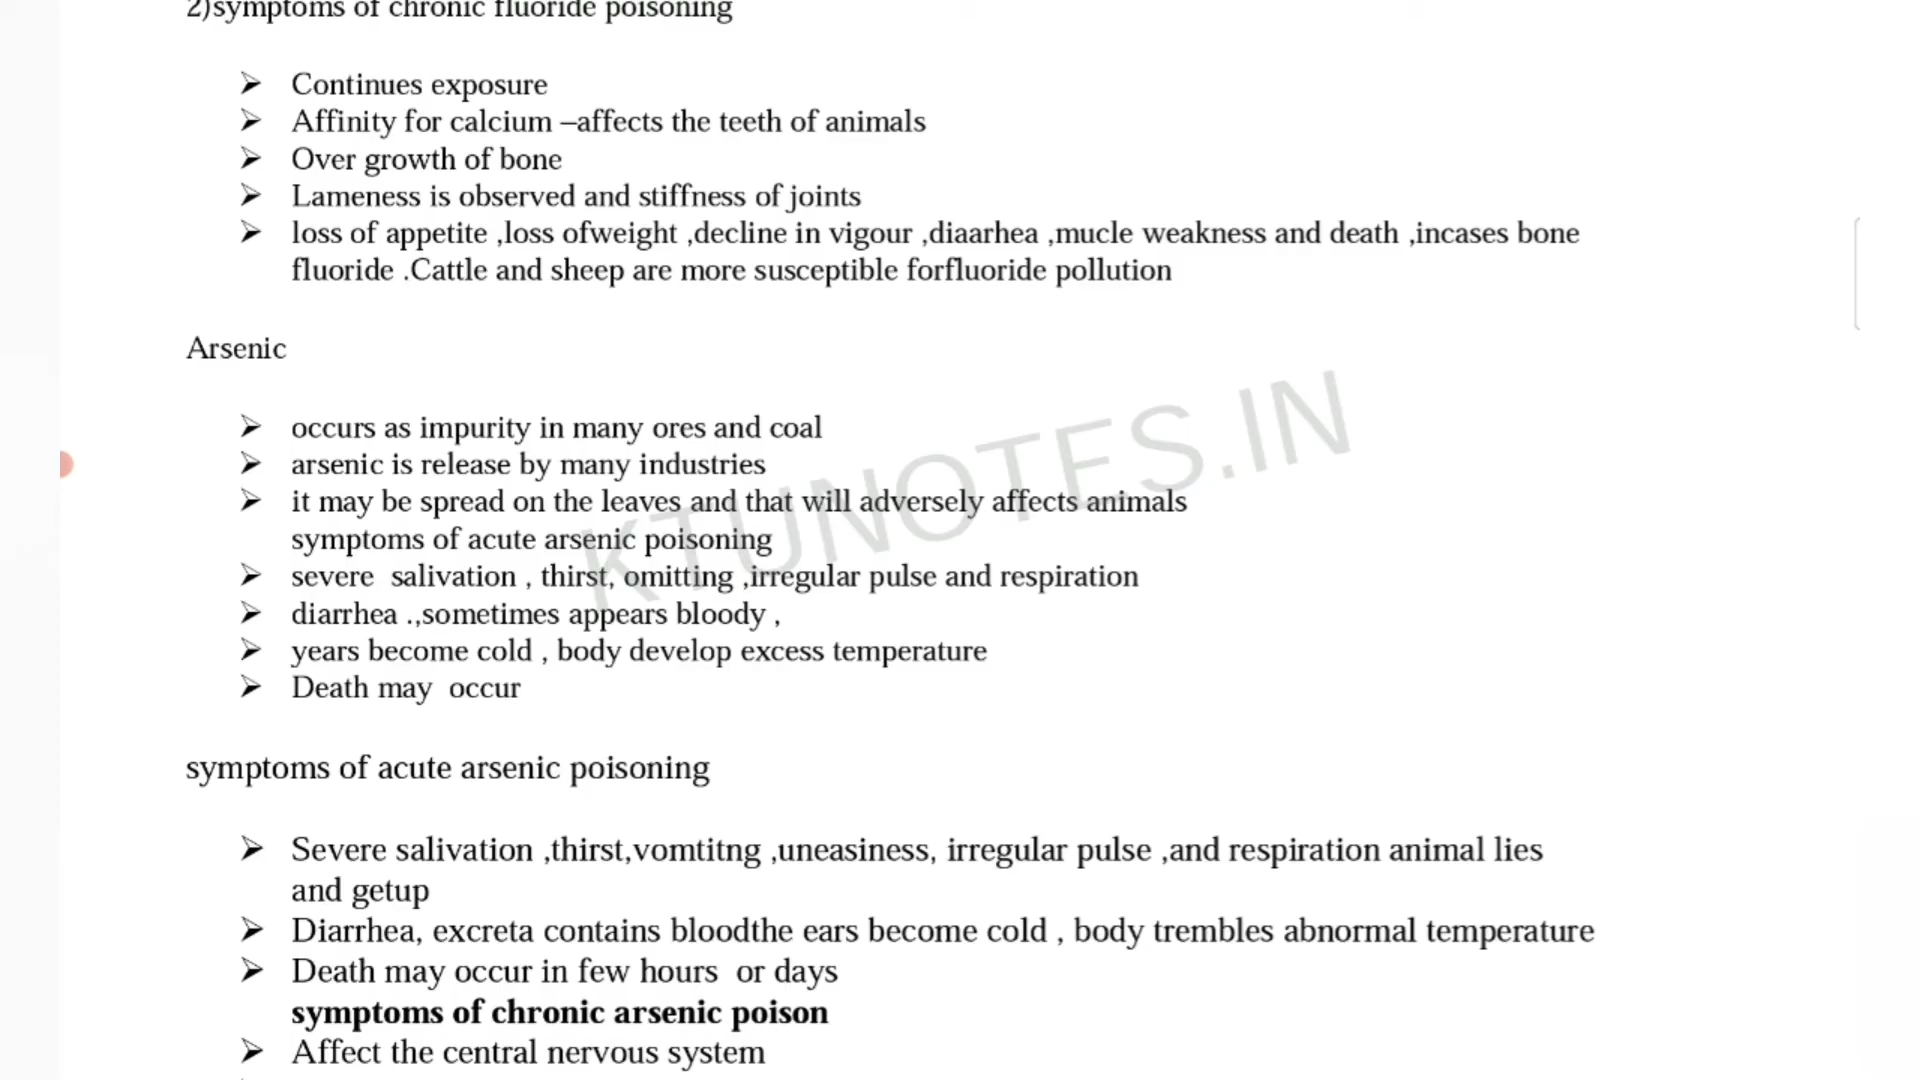 2)symptoms of chronic fluoride poisoning
➢ Continues exposure
➢ Affinity for calcium –affects the teeth of animals
➢ Over growth of bone
➢ Lameness is observed and stiffness of joints
➢ loss of appetite ,loss ofweight ,decline in vigour ,diaarhea ,mucle weakness and death ,incases bone
fluoride .Cattle and sheep are more susceptible forfluoride pollution
Arsenic
➢ occurs as impurity in many ores and coal
➢ arsenic is release by many industries
➢ it may be spread on the leaves and that will adversely affects animals
symptoms of acute arsenic poisoning
➢ severe  salivation , thirst, omitting ,irregular pulse and respiration
➢ diarrhea .,sometimes appears bloody ,
➢ years become cold , body develop excess temperature
➢ Death may  occur
KTUNOTES.IN
symptoms of acute arsenic poisoning
➢ Severe salivation ,thirst,vomtitng ,uneasiness, irregular pulse ,and respiration animal lies
and getup
➢ Diarrhea, excreta contains bloodthe ears become cold , body trembles abnormal temperature
➢ Death may occur in few hours  or days
symptoms of chronic arsenic poison
➢ Affect the central nervous system